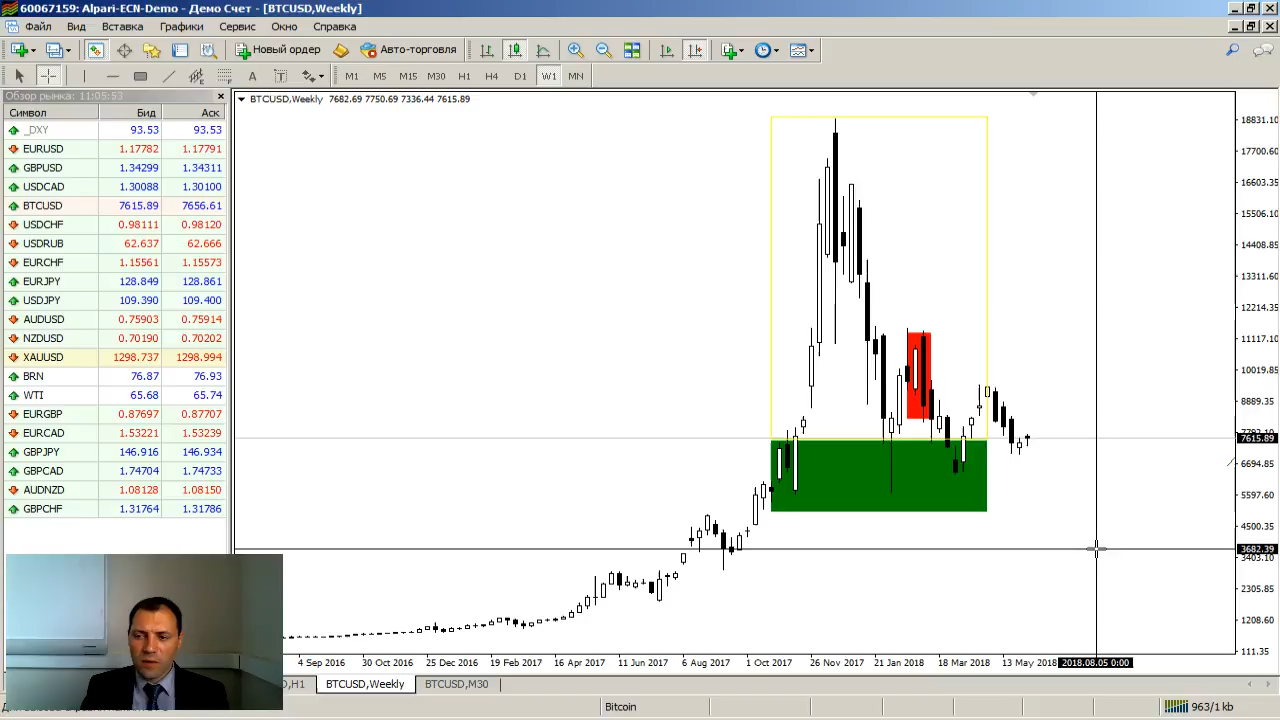 60067159: Alpari-ECN-Demo - Демо Счет - [BTCUSD,Weekly]
Файл Вид Вставка Графики Сервис Окно Справка
Новый ордер Авто-торговля
A T M1 M5 M15 M30 H1 H4 D1 W1 MN
Обзор рынка: 11:05:53
Символ Бид Аск
_DXY 93.53 93.53
EURUSD 1.17782 1.17791
GBPUSD 1.34299 1.34311
USDCAD 1.30088 1.30100
BTCUSD 7615.89 7656.61
USDCHF 0.98111 0.98120
USDRUB 62.637 62.666
EURCHF 1.15561 1.15573
EURJPY 128.849 128.861
USDJPY 109.390 109.400
AUDUSD 0.75903 0.75914
NZDUSD 0.70190 0.70202
XAUUSD 1298.737 1298.994
BRN 76.87 76.93
WTI 65.68 65.74
EURGBP 0.87697 0.87707
EURCAD 1.53221 1.53239
GBPJPY 146.916 146.934
GBPCAD 1.74704 1.74733
AUDNZD 1.08128 1.08150
GBPCHF 1.31764 1.31786
BTCUSD,Weekly 7682.69 7750.69 7336.44 7615.89
18831.10
17700.60
16603.35
15506.10
14408.85
13311.60
12214.35
11117.10
10019.85
8889.35
7615.89
6694.85
5597.60
4500.35
3682.39
3403.10
2305.85
1208.60
111.35
4 Sep 2016 30 Oct 2016 25 Dec 2016 19 Feb 2017 16 Apr 2017 11 Jun 2017 6 Aug 2017 1 Oct 2017 26 Nov 2017 21 Jan 2018 18 Mar 2018 13 May 2018 2018.08.05 0:00
,H1 BTCUSD,Weekly BTCUSD,M30
Bitcoin 963/1 kb